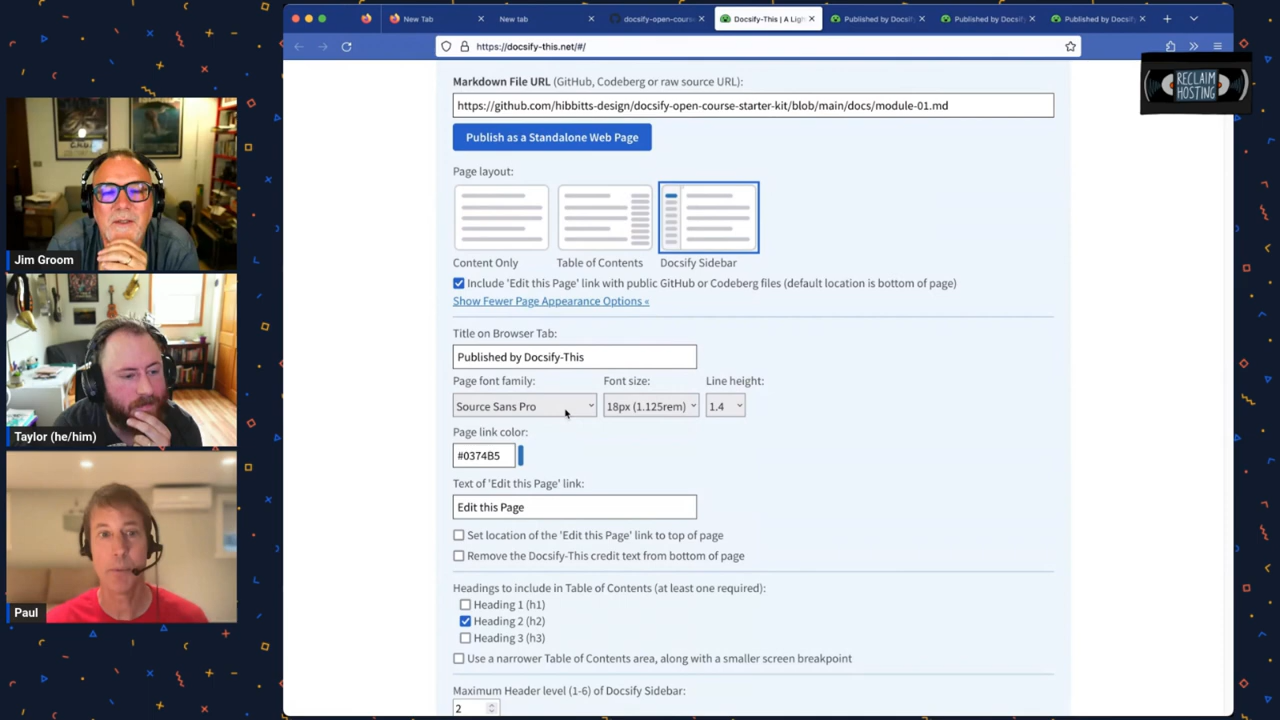 New Tab
New tab
docsify-open-cours
Docsify-This | A Ligh
Published by Docsif
Published by Docsi
Published by Docsi
https://docsify-this.net/#/
RECLAIM
HOSTING
Markdown File URL (GitHub, Codeberg or raw source URL):
https://github.com/hibbitts-design/docsify-open-course-starter-kit/blob/main/docs/module-01.md
Publish as a Standalone Web Page
Page layout:
Content Only
Table of Contents
Docsify Sidebar
Include 'Edit this Page' link with public GitHub or Codeberg files (default location is bottom of page)
Show Fewer Page Appearance Options «
Title on Browser Tab:
Published by Docsify-This
Page font family:
Font size:
Line height:
Source Sans Pro
18px (1.125rem)
1.4
Page link color:
#0374B5
Text of 'Edit this Page' link:
Edit this Page
Set location of the 'Edit this Page' link to top of page
Remove the Docsify-This credit text from bottom of page
Headings to include in Table of Contents (at least one required):
Heading 1 (h1)
Heading 2 (h2)
Heading 3 (h3)
Use a narrower Table of Contents area, along with a smaller screen breakpoint
Maximum Header level (1-6) of Docsify Sidebar:
2
Jim Groom
Taylor (he/him)
Paul